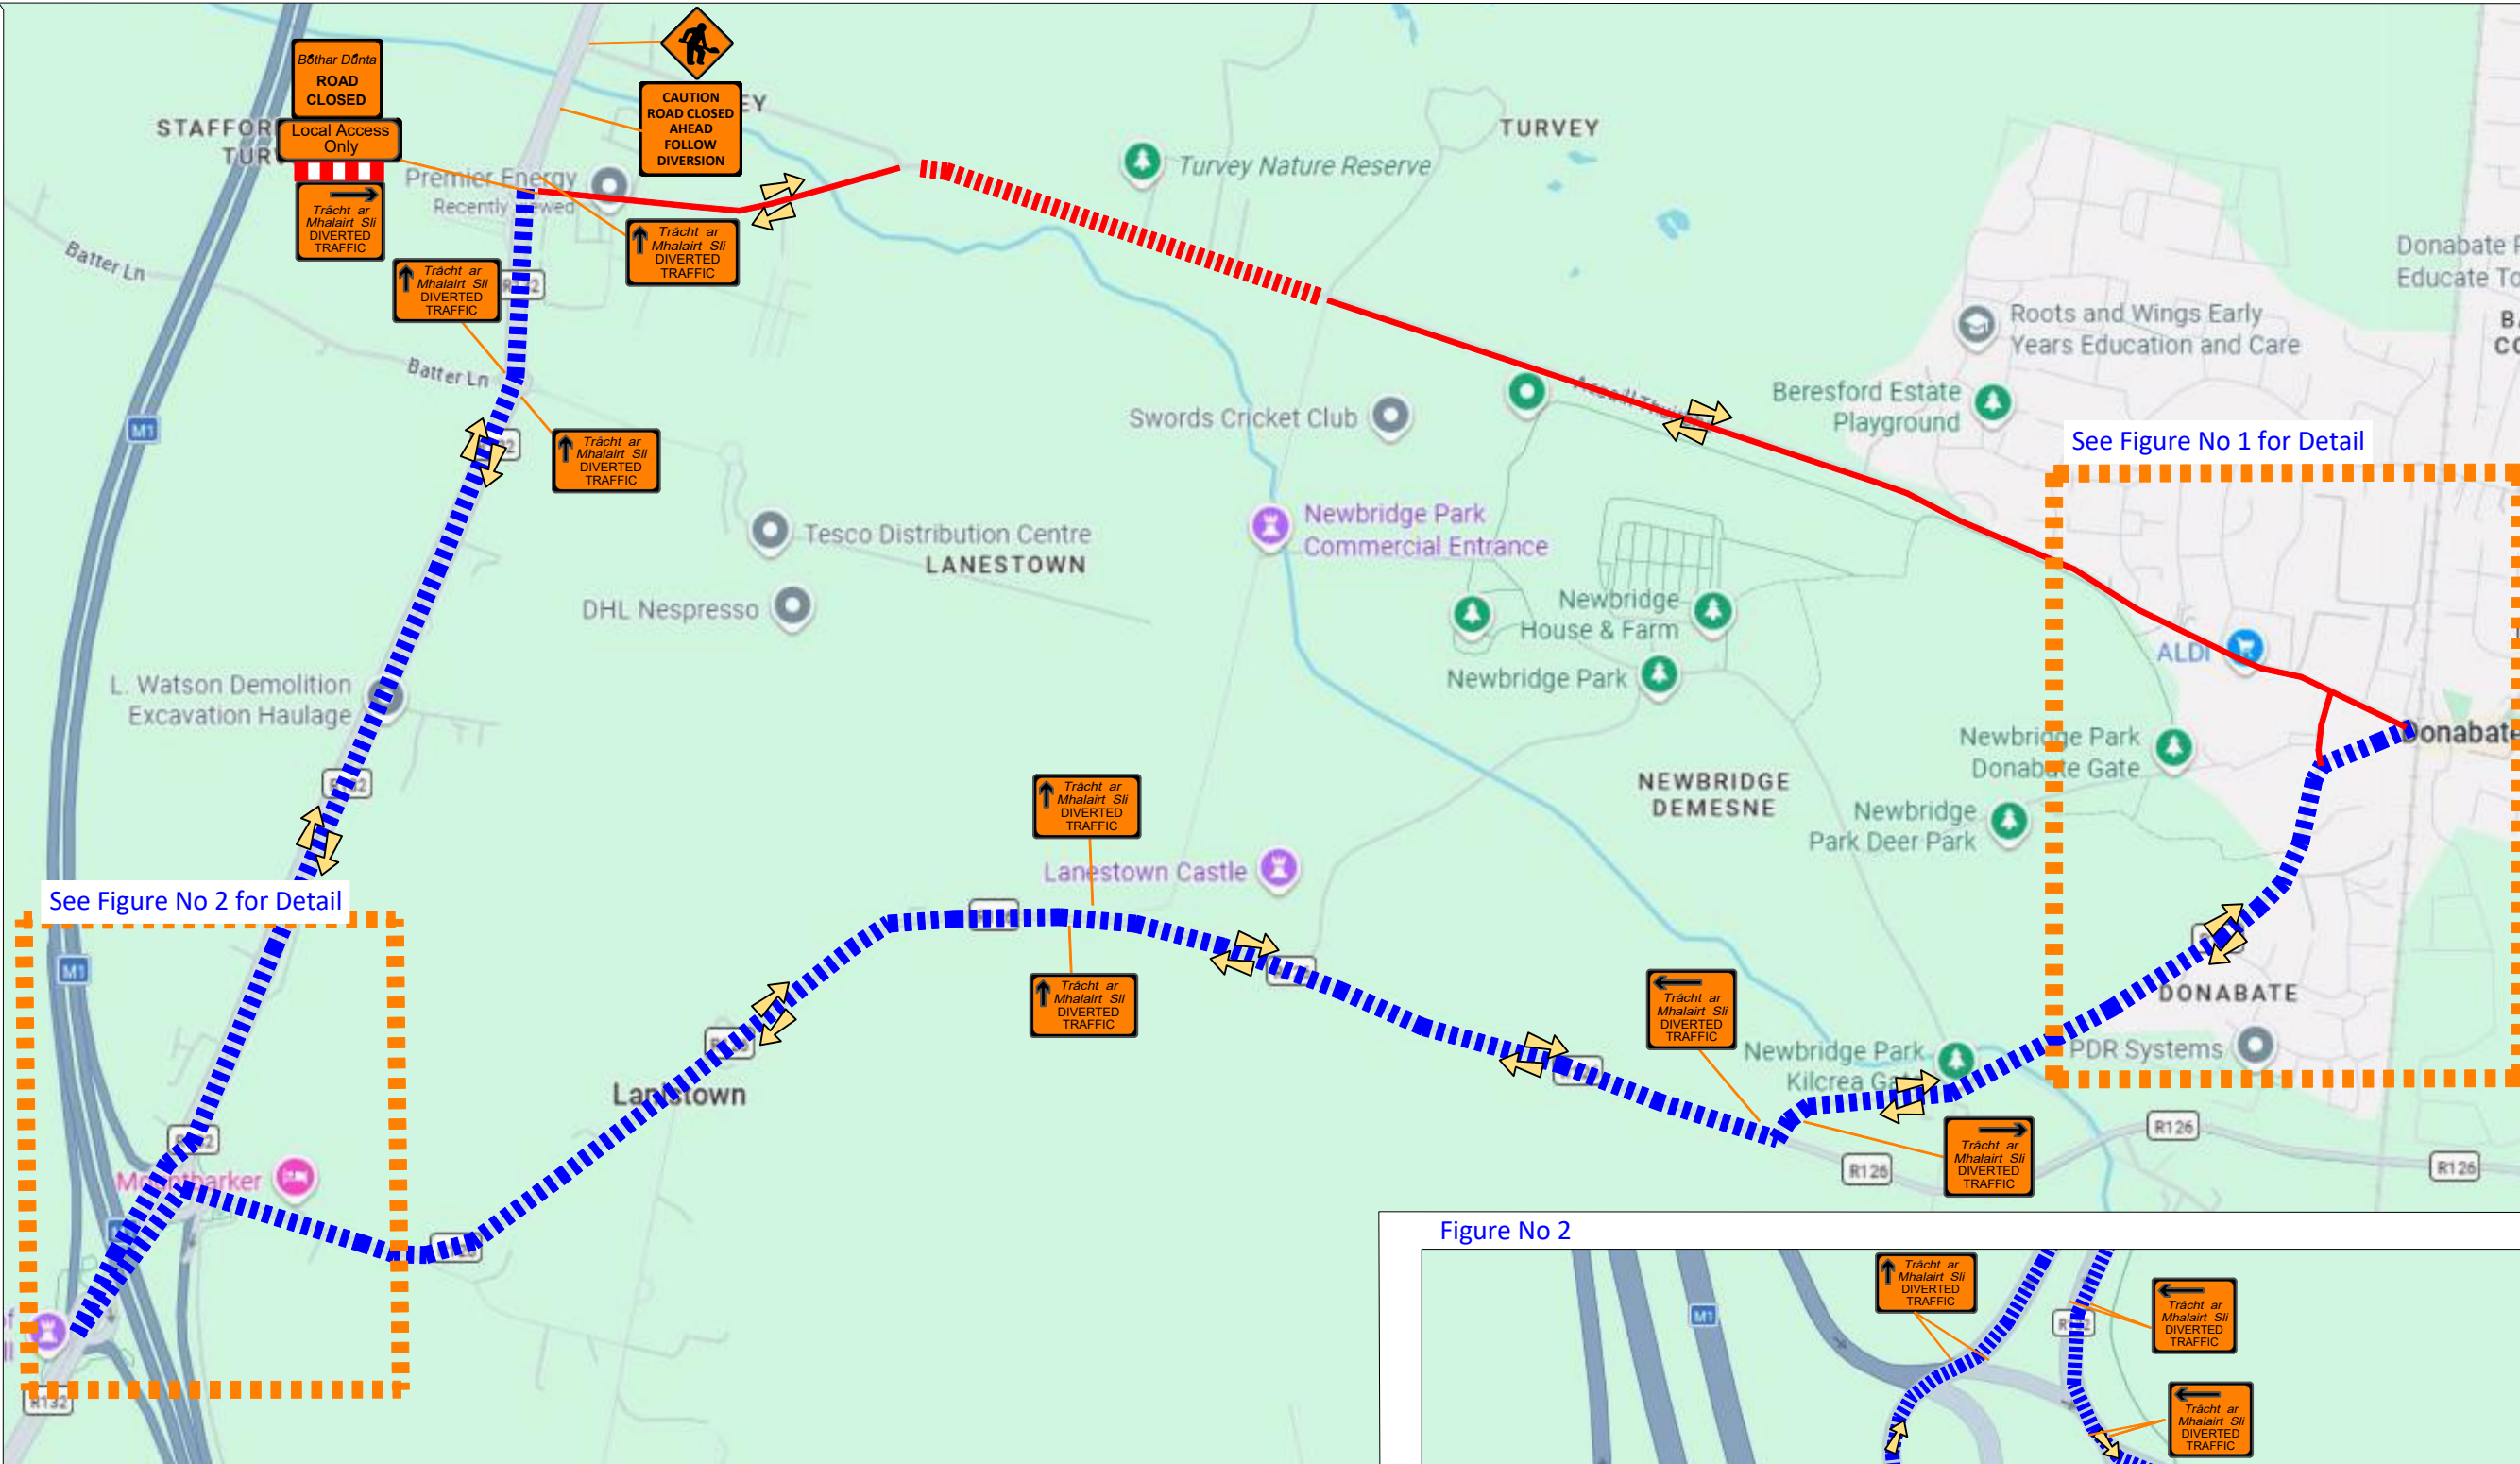 Bóthar Dúnta
ROAD
CLOSED
Local Access
Only
Trácht ar
Mhalairt Slí
DIVERTED
TRAFFIC
CAUTION
ROAD CLOSED
AHEAD
FOLLOW
DIVERSION
TURVEY
Turvey Nature Reserve
Premier Energy
Trácht ar
Mhalairt Slí
DIVERTED
TRAFFIC
Trácht ar
Mhalairt Slí
DIVERTED
TRAFFIC
Batter Ln
Batter Ln
M1
Trácht ar
Mhalairt Slí
DIVERTED
TRAFFIC
Donabate
Roots and Wings Early
Years Education and Care
Beresford Estate
Playground
Swords Cricket Club
See Figure No 1 for Detail
Tesco Distribution Centre
LANESTOWN
DHL Nespresso
Newbridge Park
Commercial Entrance
Newbridge
House & Farm
Newbridge Park
ALDI
L. Watson Demolition
Excavation Haulage
Newbridge Park
Donabate Gate
Donabate
NEWBRIDGE
DEMESNE
Newbridge
Park Deer Park
Trácht ar
Mhalairt Slí
DIVERTED
TRAFFIC
Lanestown Castle
See Figure No 2 for Detail
M1
Trácht ar
Mhalairt Slí
DIVERTED
TRAFFIC
Trácht ar
Mhalairt Slí
DIVERTED
TRAFFIC
DONABATE
PDR Systems
Newbridge Park
Kilcrea Gate
Trácht ar
Mhalairt Slí
DIVERTED
TRAFFIC
R126
R126
R126
R132
Figure No 2
M1
Trácht ar
Mhalairt Slí
DIVERTED
TRAFFIC
Trácht ar
Mhalairt Slí
DIVERTED
TRAFFIC
Trácht ar
Mhalairt Slí
DIVERTED
TRAFFIC